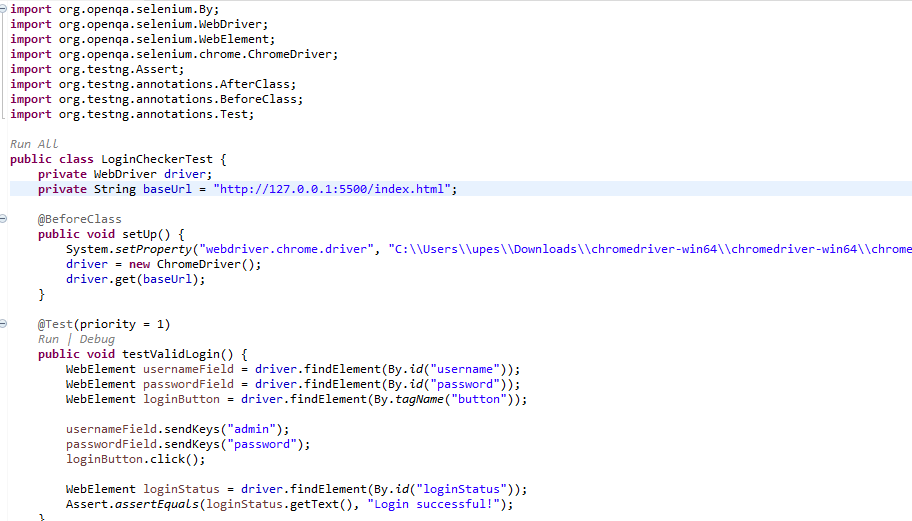 import org.openqa.selenium.By;
import org.openqa.selenium.WebDriver;
import org.openqa.selenium.WebElement;
import org.openqa.selenium.chrome.ChromeDriver;
import org.testng.Assert;
import org.testng.annotations.AfterClass;
import org.testng.annotations.BeforeClass;
import org.testng.annotations.Test;
Run All
public class LoginCheckerTest {
    private WebDriver driver;
    private String baseUrl = "http://127.0.0.1:5500/index.html";
    @BeforeClass
    public void setUp() {
        System.setProperty("webdriver.chrome.driver", "C:\\Users\\upes\\Downloads\\chromedriver-win64\\chromedriver-win64\\chrome
        driver = new ChromeDriver();
        driver.get(baseUrl);
    }
    @Test(priority = 1)
    Run | Debug
    public void testValidLogin() {
        WebElement usernameField = driver.findElement(By.id("username"));
        WebElement passwordField = driver.findElement(By.id("password"));
        WebElement loginButton = driver.findElement(By.tagName("button"));
        usernameField.sendKeys("admin");
        passwordField.sendKeys("password");
        loginButton.click();
        WebElement loginStatus = driver.findElement(By.id("loginStatus"));
        Assert.assertEquals(loginStatus.getText(), "Login successful!");
    }